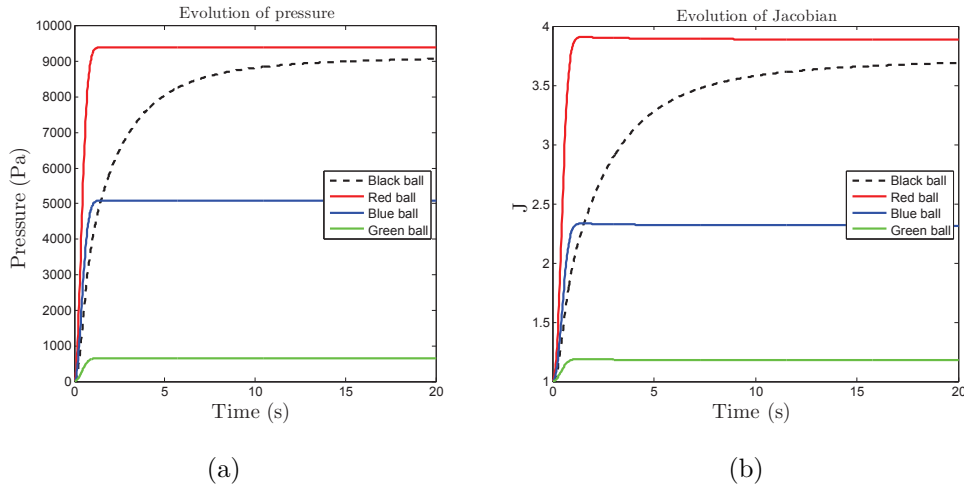 Evolution of pressure
10000
9000
8000
7000
6000
5000
4000
3000
2000
1000
0
Pressure (Pa)
0 5 10 15 20
Time (s)
Black ball
Red ball
Blue ball
Green ball
(a)
Evolution of Jacobian
4
3.5
3
2.5
2
1.5
1
J
0 5 10 15 20
Time (s)
Black ball
Red ball
Blue ball
Green ball
(b)